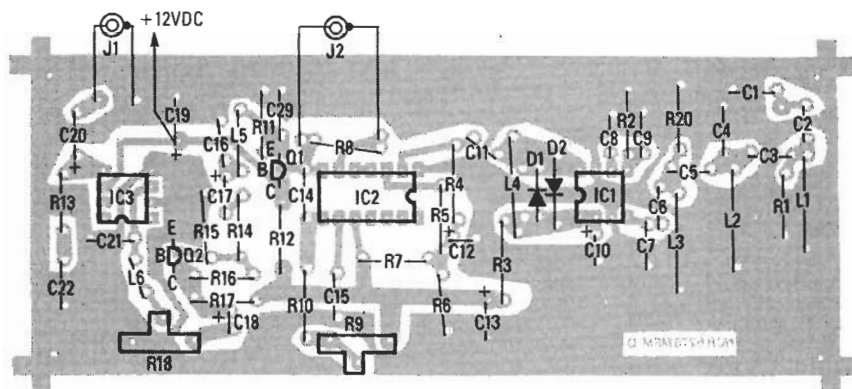 +12VDC
J1
J2
C1
C19
C29
R11
L5
C20
C16
E
Q1
B
C
R8
C11
C8
R2
C9
R20
C4
C2
C3
D1
D2
C5
IC3
C17
C14
IC2
R4
R5
L4
IC1
C6
R1
L1
R13
R15
R14
R12
L2
C21
E
B
Q2
C
C12
C10
C7
L3
L6
R16
R7
R3
C22
R17
R10
C15
R6
C18
R9
C13
R18